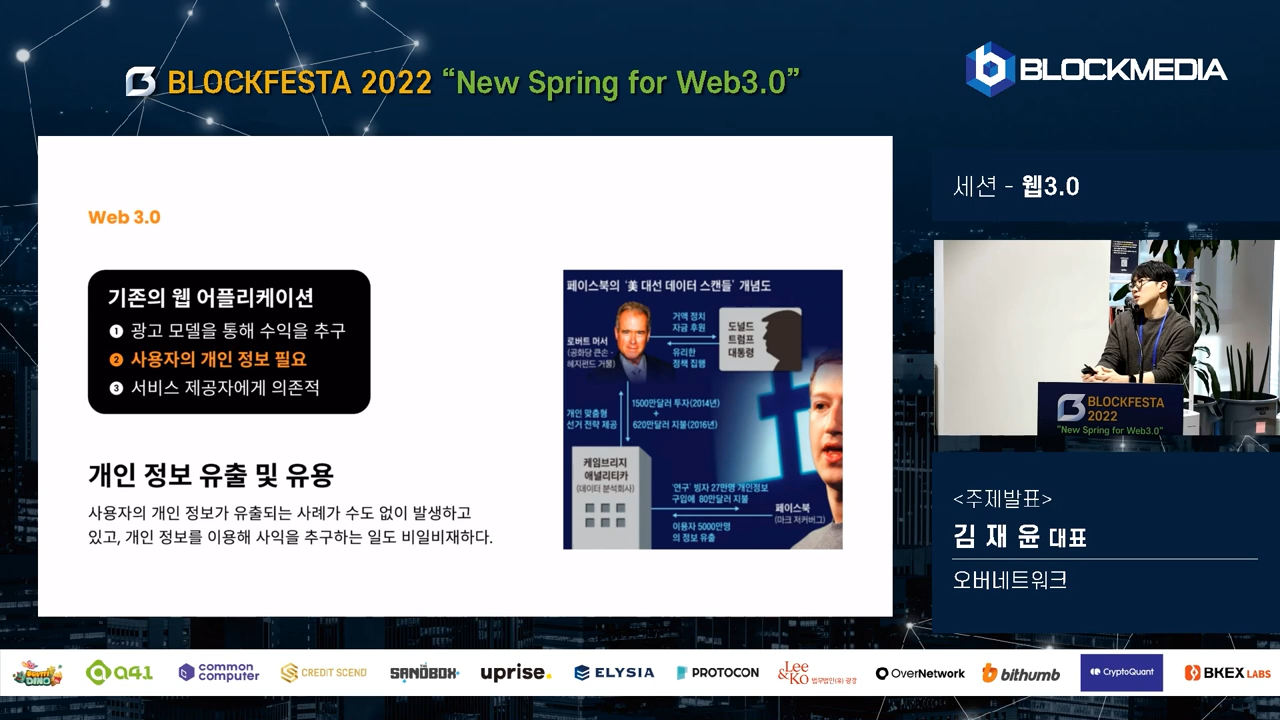 BLOCKFESTA 2022 “New Spring for Web3.0”
BLOCKMEDIA
세션 - 웹3.0
Web 3.0
기존의 웹 어플리케이션
1 광고 모델을 통해 수익을 추구
2 사용자의 개인 정보 필요
3 서비스 제공자에게 의존적
개인 정보 유출 및 유용
사용자의 개인 정보가 유출되는 사례가 수도 없이 발생하고
있고, 개인 정보를 이용해 사익을 추구하는 일도 비일비재하다.
페이스북의 ‘美 대선 데이터 스캔들’ 개념도
로버트 머서
(공화당 큰손 -
헤지펀드 거물)
거액 정치
자금 후원
유리한
정책 집행
도널드
트럼프
대통령
개인 맞춤형
선거 전략 제공
1500만달러 투자(2014년)
+
620만달러 지불(2016년)
케임브리지
애널리티카
(데이터 분석회사)
‘연구’ 빙자 27만명 개인정보
구입에 80만달러 지불
이용자 5000만명
의 정보 유출
페이스북
(마크 저커버그)
BLOCKFESTA
2022
“New Spring for Web3.0”
<주제발표>
김 재 윤 대표
오버네트워크
DINO
a41
common
computer
CREDIT SCEND
THE
SANDBOX
uprise.
ELYSIA
PROTOCON
Lee
&Ko 법무법인(유) 광장
OverNetwork
bithumb
CryptoQuant
BKEX LABS